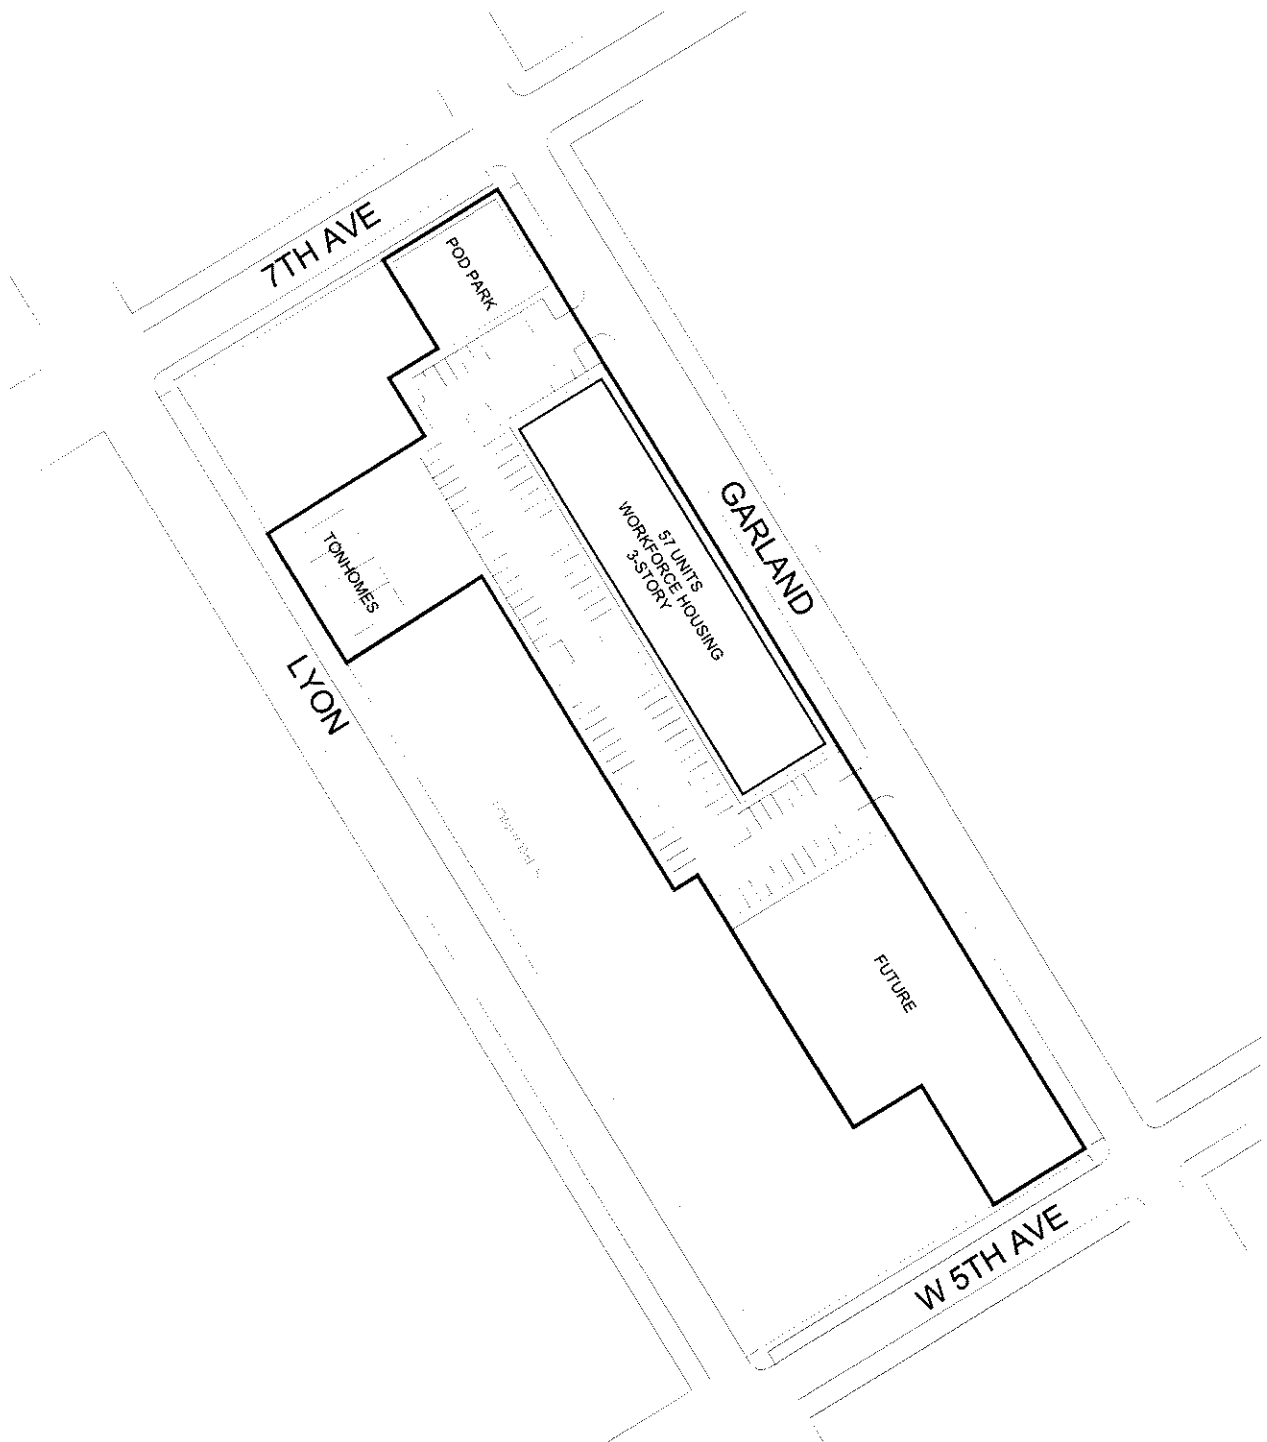 7TH AVE
POD PARK
GARLAND
57 UNITS
WORKFORCE HOUSING
3-STORY
TONHOMES
LYON
FUTURE
W 5TH AVE